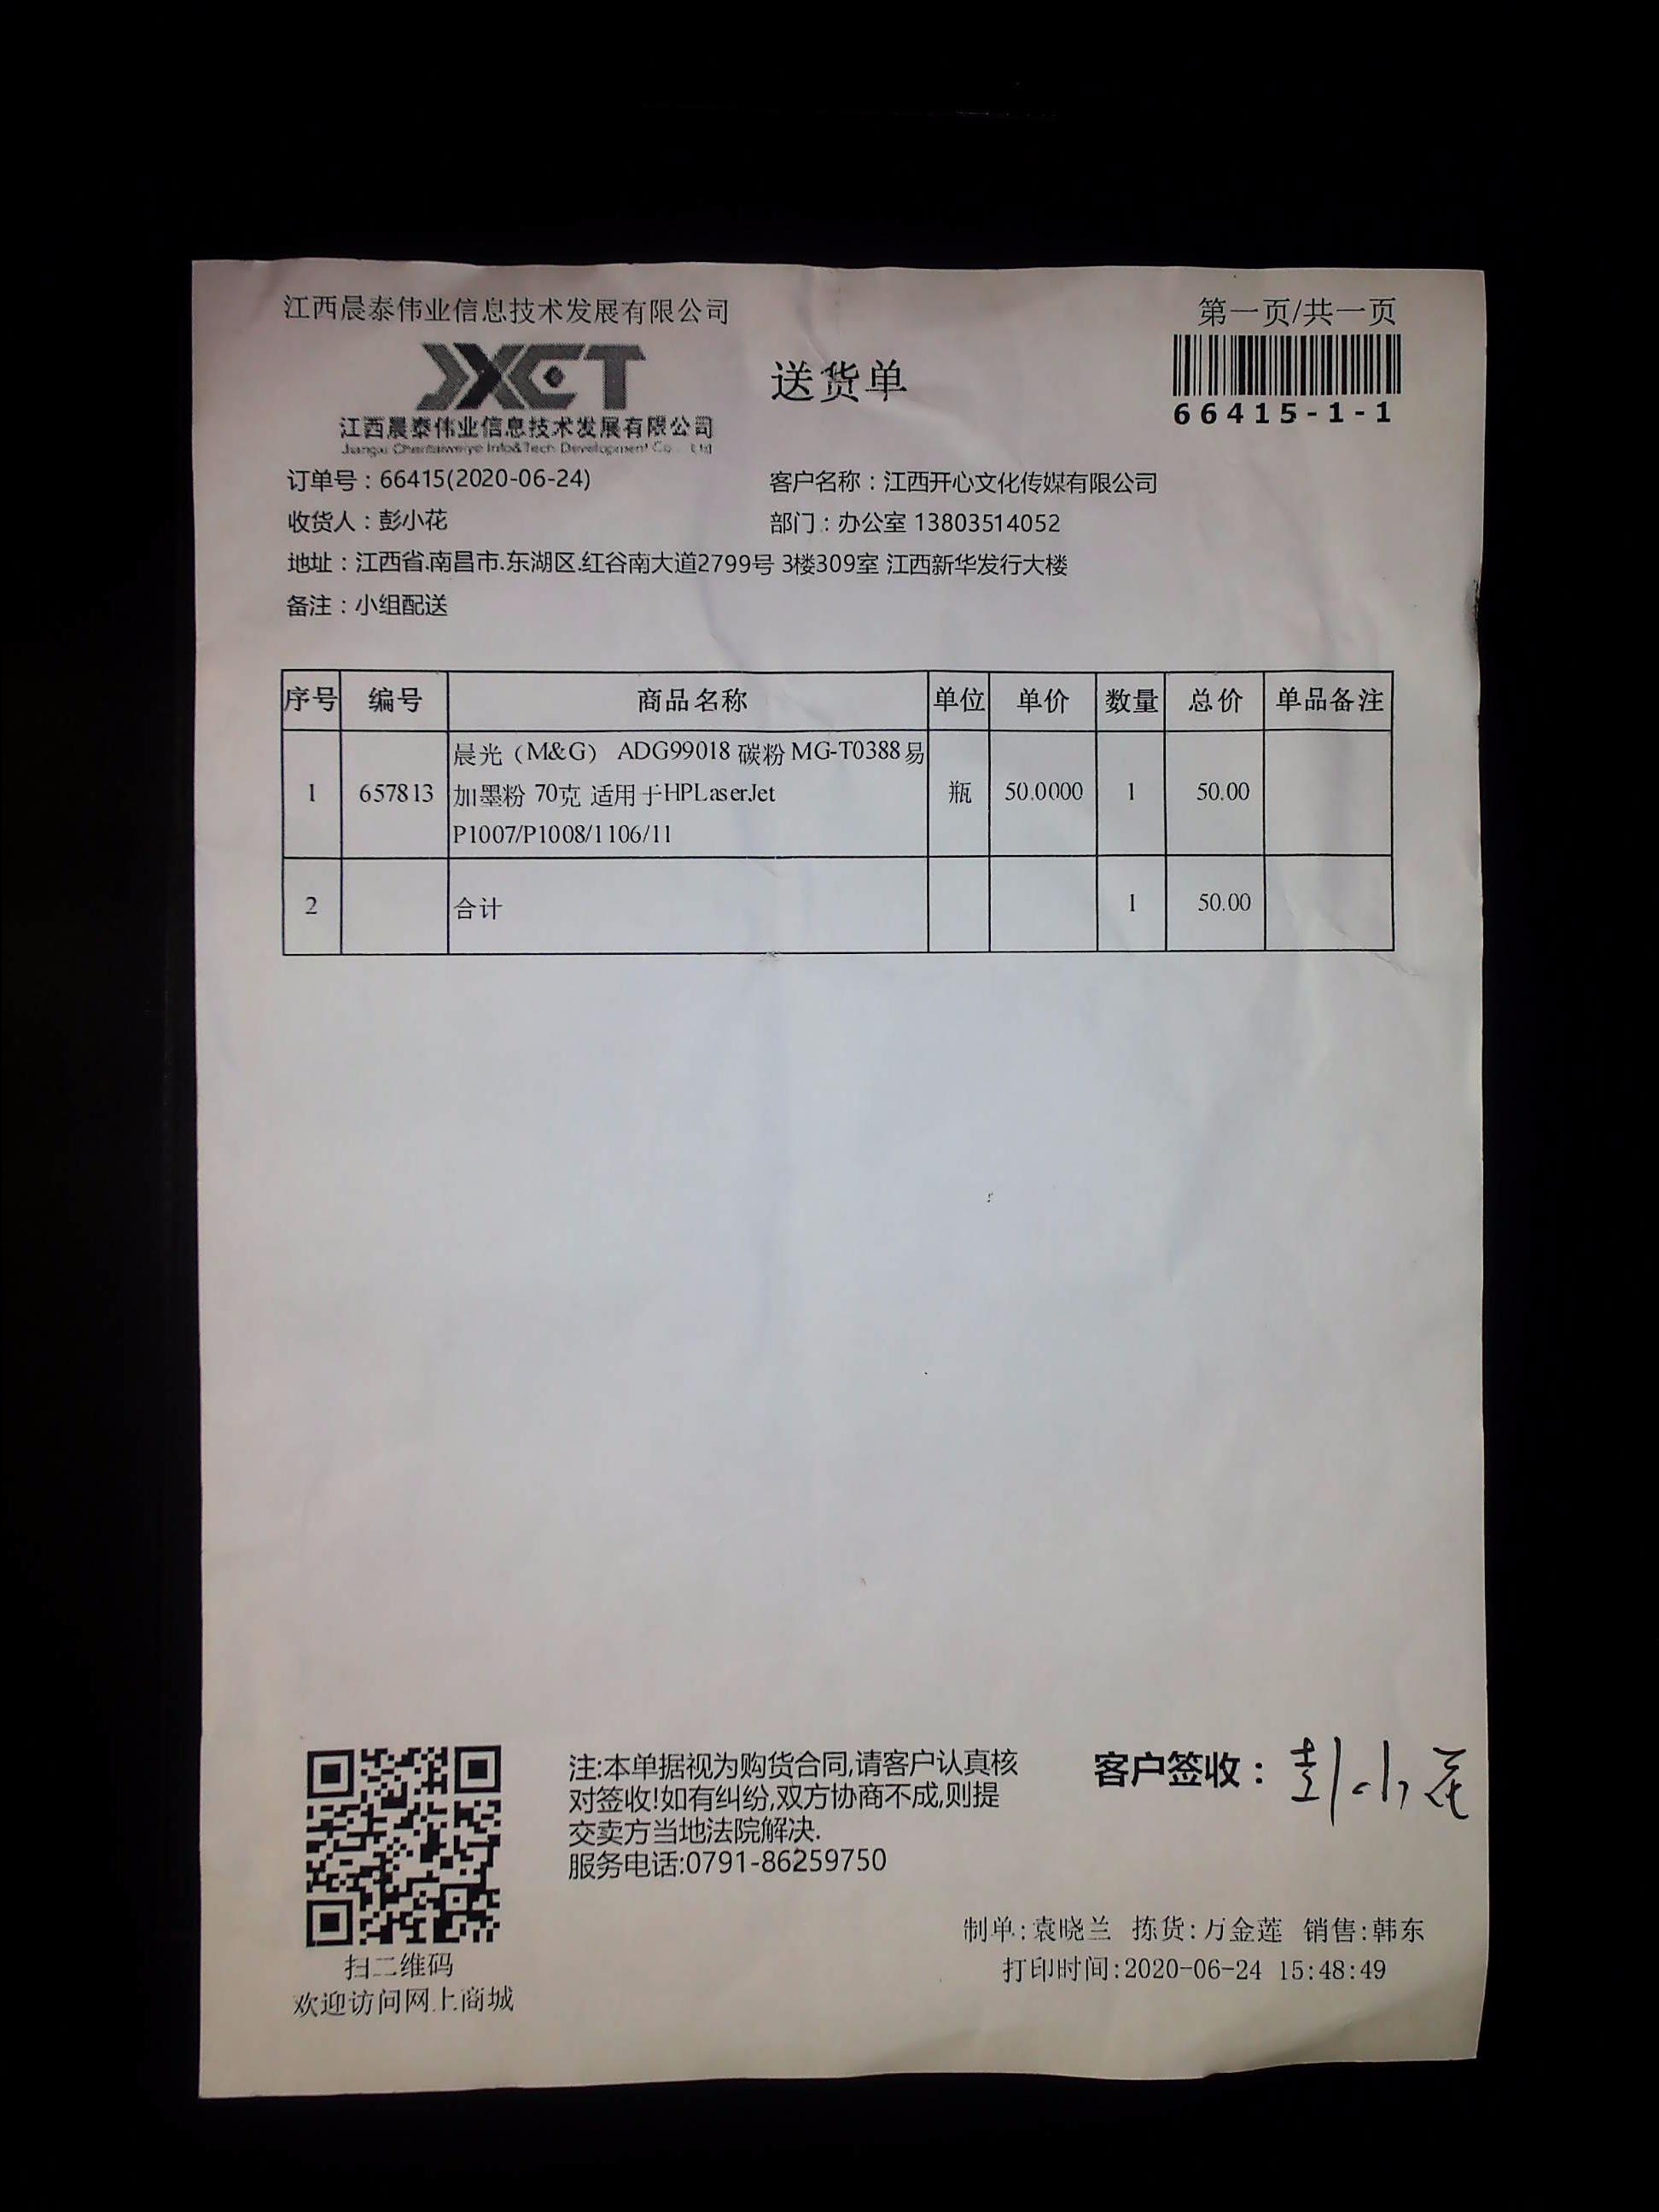 江西晨泰伟业信息技术发展有限公司
第一页/共一页
JXCT
送货单
66415-1-1
江西晨泰伟业信息技术发展有限公司
Jiangxi Chentaiweiye Info&Tech Development Co., Ltd
订单号：66415(2020-06-24)
客户名称：江西开心文化传媒有限公司
收货人：彭小花
部门：办公室 13803514052
地址：江西省.南昌市.东湖区.红谷南大道2799号 3楼309室 江西新华发行大楼
备注：小组配送
序号 编号 商品名称 单位 单价 数量 总价 单品备注
晨光（M&G） ADG99018 碳粉 MG-T0388易
1 657813 加墨粉 70克 适用于HPLaserJet 瓶 50.0000 1 50.00
P1007/P1008/1106/11
2 合计 1 50.00
注:本单据视为购货合同,请客户认真核
对签收!如有纠纷,双方协商不成,则提
交卖方当地法院解决.
服务电话:0791-86259750
客户签收：彭小花
制单:袁晓兰 拣货:万金莲 销售:韩东
打印时间:2020-06-24 15:48:49
扫二维码
欢迎访问网上商城